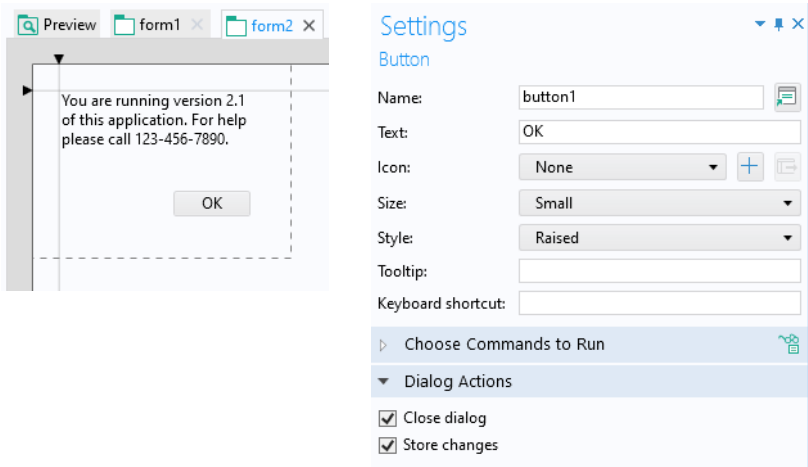 Preview
form1
form2
You are running version 2.1
of this application. For help
please call 123-456-7890.
OK
Settings
Button
Name: button1
Text: OK
Icon: None
Size: Small
Style: Raised
Tooltip:
Keyboard shortcut:
Choose Commands to Run
Dialog Actions
Close dialog
Store changes